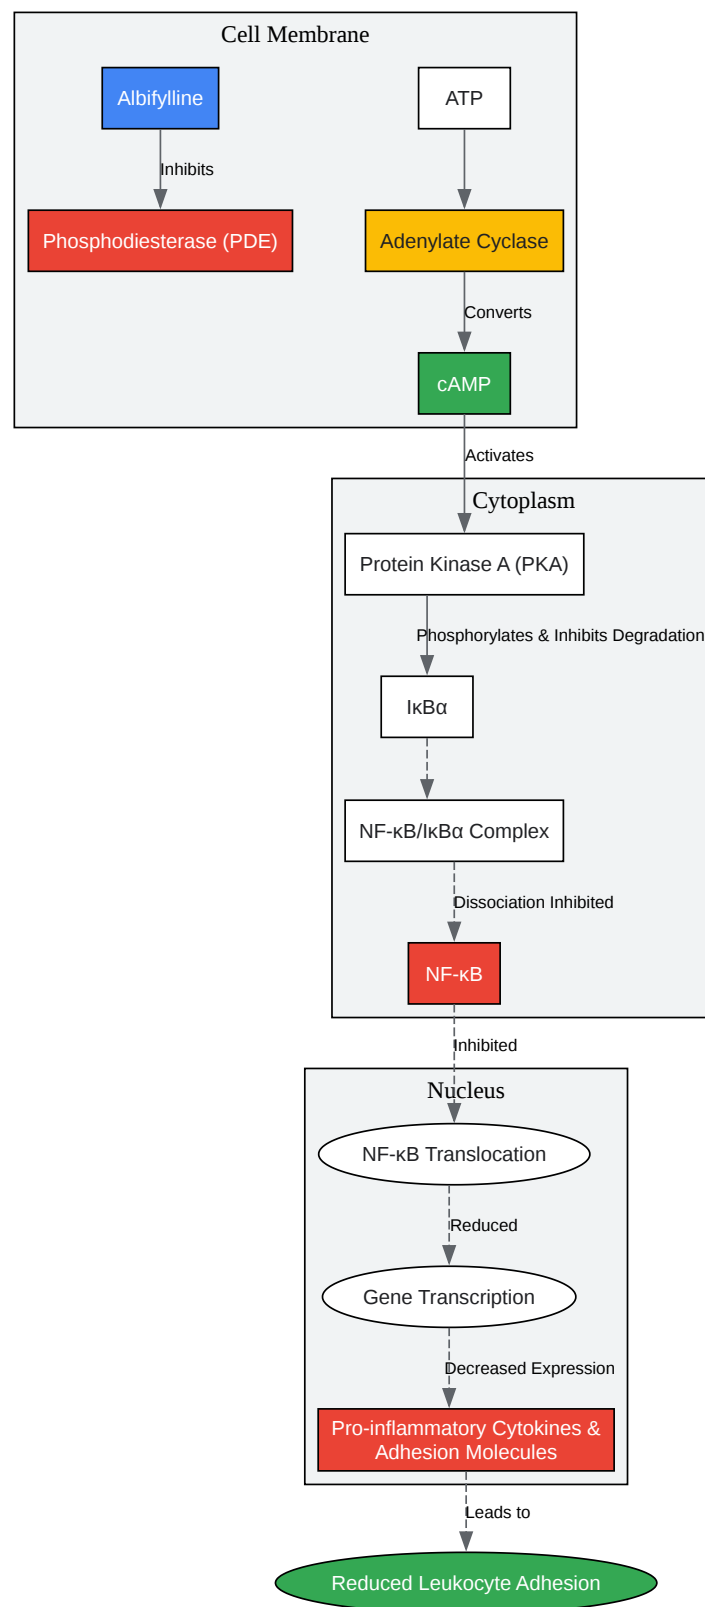 Cell Membrane
Albifylline
ATP
Inhibits
Phosphodiesterase (PDE)
Adenylate Cyclase
Converts
cAMP
Activates
Cytoplasm
Protein Kinase A (PKA)
Phosphorylates & Inhibits Degradation
IκBα
NF-κB/IκBα Complex
Dissociation Inhibited
NF-κB
Inhibited
Nucleus
NF-κB Translocation
Reduced
Gene Transcription
Decreased Expression
Pro-inflammatory Cytokines &
Adhesion Molecules
Leads to
Reduced Leukocyte Adhesion